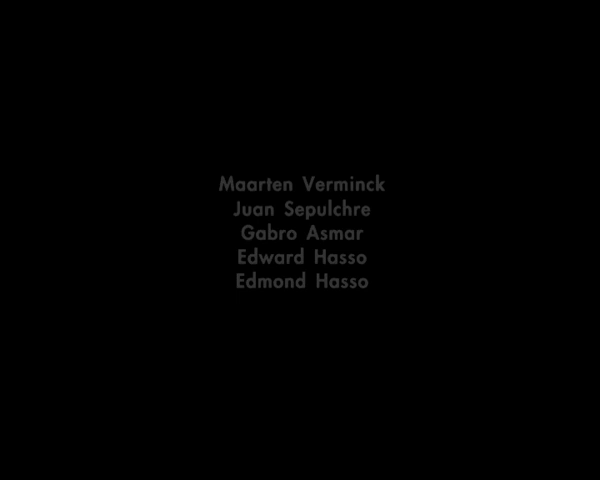 Maarten Verminck
Juan Sepulchre
Gabro Asmar
Edward Hasso
Edmond Hasso